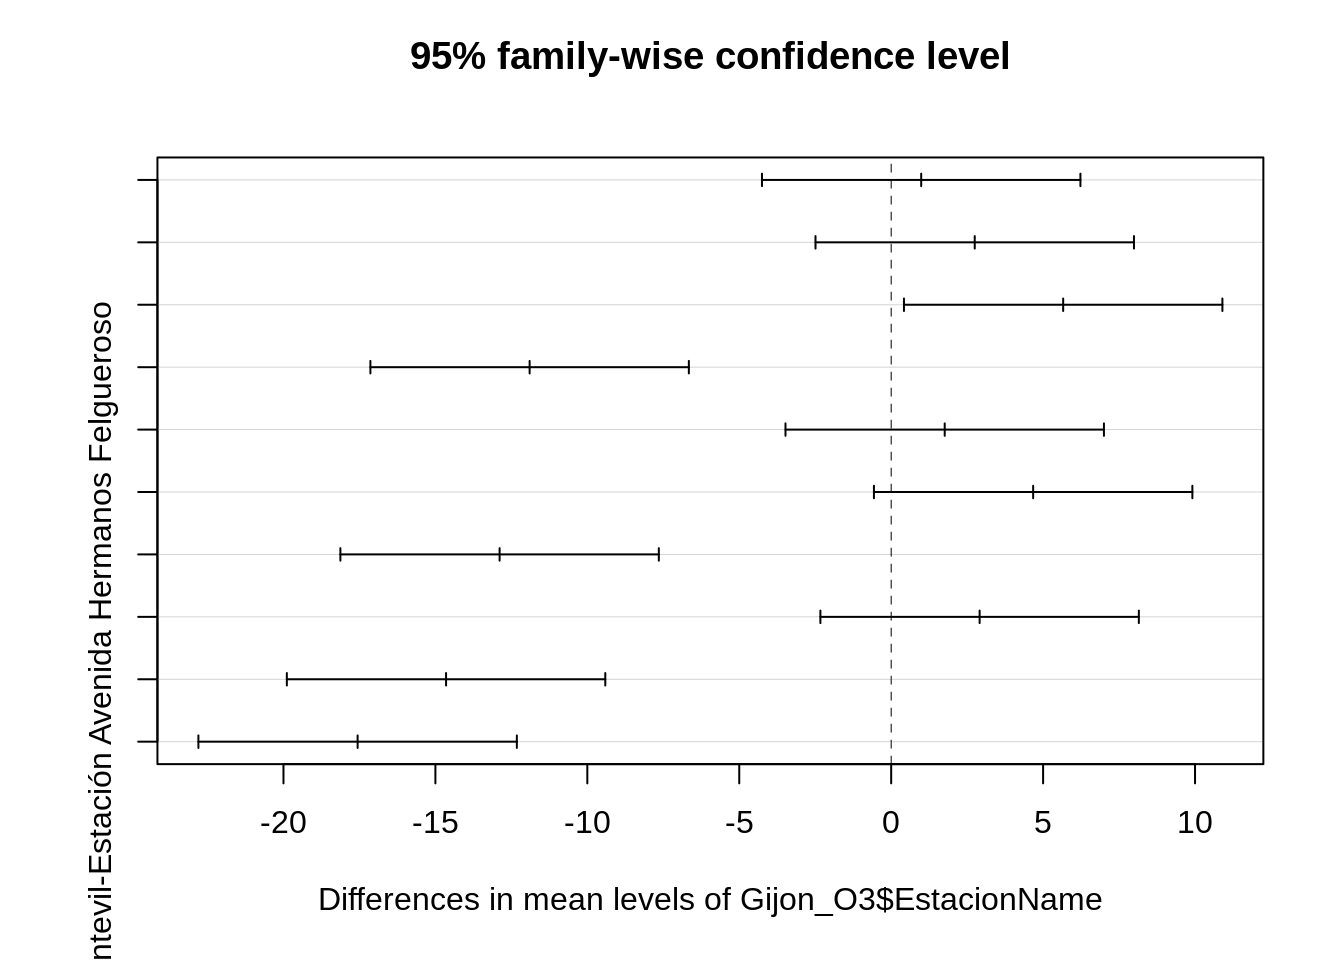 95% family-wise confidence level
ntevil-Estación Avenida Hermanos Felgueroso
-20 -15 -10 -5 0 5 10
Differences in mean levels of Gijon_O3$EstacionName